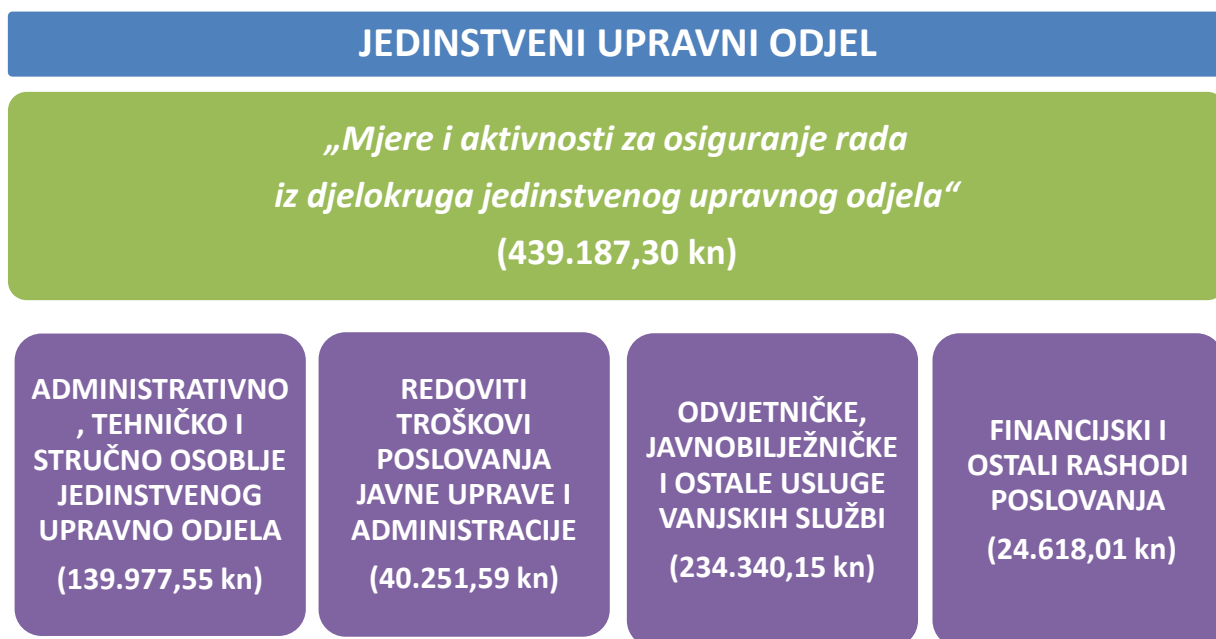 JEDINSTVENI UPRAVNI ODJEL
„Mjere i aktivnosti za osiguranje rada
iz djelokruga jedinstvenog upravnog odjela“
(439.187,30 kn)
ADMINISTRATIVNO
, TEHNIČKO I
STRUČNO OSOBLJE
JEDINSTVENOG
UPRAVNO ODJELA
(139.977,55 kn)
REDOVITI
TROŠKOVI
POSLOVANJA
JAVNE UPRAVE I
ADMINISTRACIJE
(40.251,59 kn)
ODVJETNIČKE,
JAVNOBILJEŽNIČKE
I OSTALE USLUGE
VANJSKIH SLUŽBI
(234.340,15 kn)
FINANCIJSKI I
OSTALI RASHODI
POSLOVANJA
(24.618,01 kn)